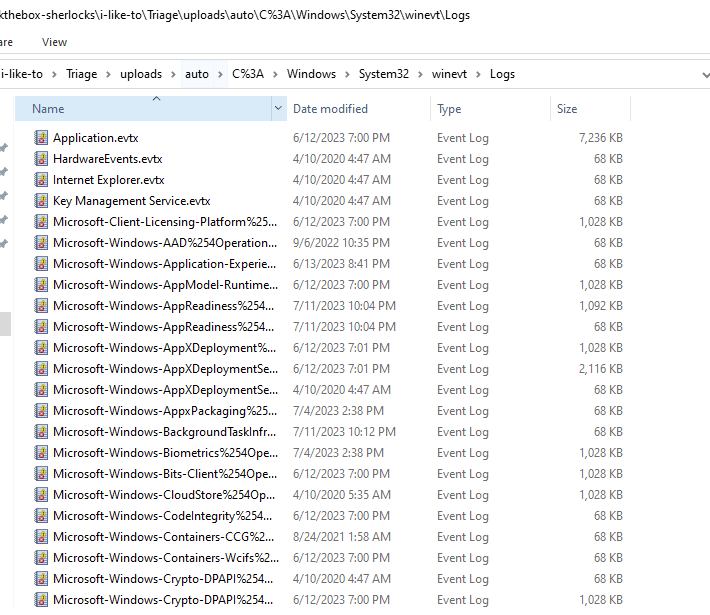 kthebox-sherlocks\i-like-to\Triage\uploads\auto\C%3A\Windows\System32\winevt\Logs
are View
i-like-to > Triage > uploads > auto > C%3A > Windows > System32 > winevt > Logs
Name Date modified Type Size
Application.evtx 6/12/2023 7:00 PM Event Log 7,236 KB
HardwareEvents.evtx 4/10/2020 4:47 AM Event Log 68 KB
Internet Explorer.evtx 4/10/2020 4:47 AM Event Log 68 KB
Key Management Service.evtx 4/10/2020 4:47 AM Event Log 68 KB
Microsoft-Client-Licensing-Platform%25... 6/12/2023 7:00 PM Event Log 1,028 KB
Microsoft-Windows-AAD%254Operation... 9/6/2022 10:35 PM Event Log 68 KB
Microsoft-Windows-Application-Experie... 6/13/2023 8:41 PM Event Log 68 KB
Microsoft-Windows-AppModel-Runtime... 6/12/2023 7:00 PM Event Log 1,028 KB
Microsoft-Windows-AppReadiness%254... 7/11/2023 10:04 PM Event Log 1,092 KB
Microsoft-Windows-AppReadiness%254... 7/11/2023 10:04 PM Event Log 68 KB
Microsoft-Windows-AppXDeployment%... 6/12/2023 7:01 PM Event Log 1,028 KB
Microsoft-Windows-AppXDeploymentSe... 6/12/2023 7:01 PM Event Log 2,116 KB
Microsoft-Windows-AppXDeploymentSe... 4/10/2020 4:47 AM Event Log 68 KB
Microsoft-Windows-AppxPackaging%25... 7/4/2023 2:38 PM Event Log 68 KB
Microsoft-Windows-BackgroundTaskInfr... 7/11/2023 10:12 PM Event Log 68 KB
Microsoft-Windows-Biometrics%254Ope... 7/4/2023 2:38 PM Event Log 1,028 KB
Microsoft-Windows-Bits-Client%254Ope... 6/12/2023 7:00 PM Event Log 1,028 KB
Microsoft-Windows-CloudStore%254Op... 4/10/2020 5:35 AM Event Log 1,028 KB
Microsoft-Windows-CodeIntegrity%254... 6/12/2023 7:00 PM Event Log 68 KB
Microsoft-Windows-Containers-CCG%2... 8/24/2021 1:58 AM Event Log 68 KB
Microsoft-Windows-Containers-Wcifs%2... 6/12/2023 7:00 PM Event Log 68 KB
Microsoft-Windows-Crypto-DPAPI%254... 4/10/2020 4:47 AM Event Log 68 KB
Microsoft-Windows-Crypto-DPAPI%254... 6/12/2023 7:00 PM Event Log 1,028 KB